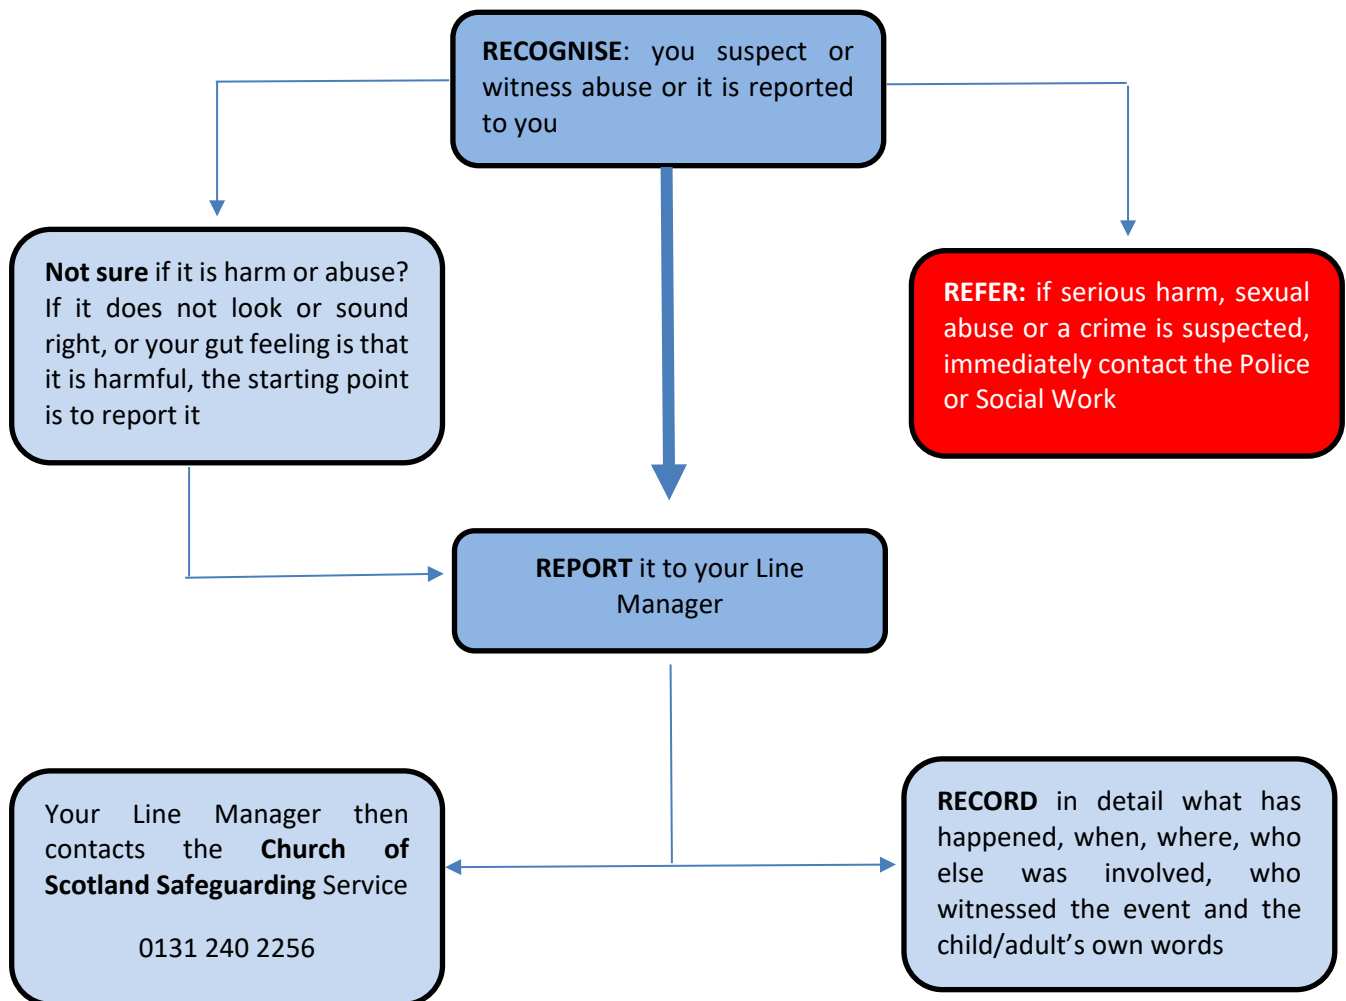 RECOGNISE: you suspect or
witness abuse or it is reported
to you
Not sure if it is harm or abuse?
If it does not look or sound
right, or your gut feeling is that
it is harmful, the starting point
is to report it
REFER: if serious harm, sexual
abuse or a crime is suspected,
immediately contact the Police
or Social Work
REPORT it to your Line
Manager
Your Line Manager then
contacts the Church of
Scotland Safeguarding Service
0131 240 2256
RECORD in detail what has
happened, when, where, who
else was involved, who
witnessed the event and the
child/adult’s own words